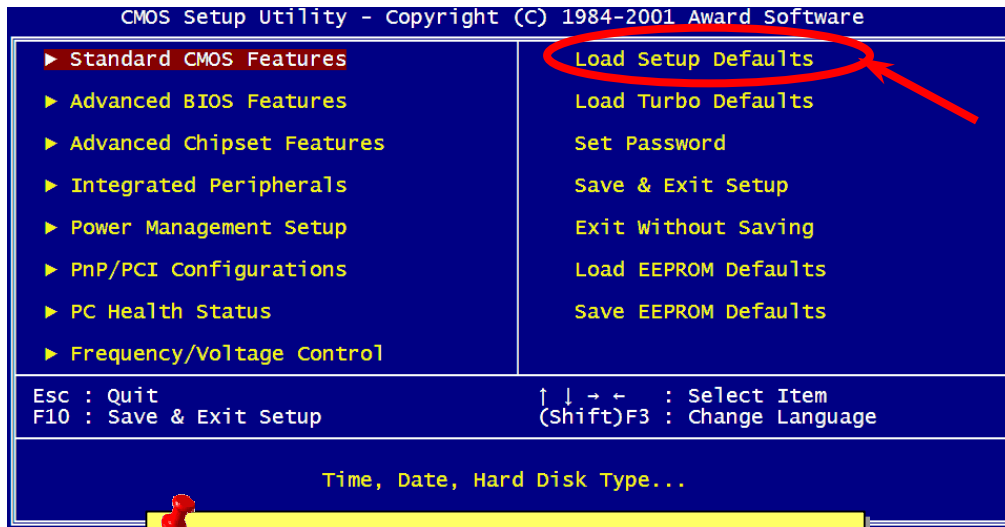 CMOS Setup Utility - Copyright (C) 1984-2001 Award Software
▶ Standard CMOS Features
▶ Advanced BIOS Features
▶ Advanced Chipset Features
▶ Integrated Peripherals
▶ Power Management Setup
▶ PnP/PCI Configurations
▶ PC Health Status
▶ Frequency/Voltage Control
Load Setup Defaults
Load Turbo Defaults
Set Password
Save & Exit Setup
Exit Without Saving
Load EEPROM Defaults
Save EEPROM Defaults
Esc : Quit
F10 : Save & Exit Setup
↑ ↓ → ← : Select Item
(Shift)F3 : Change Language
Time, Date, Hard Disk Type...